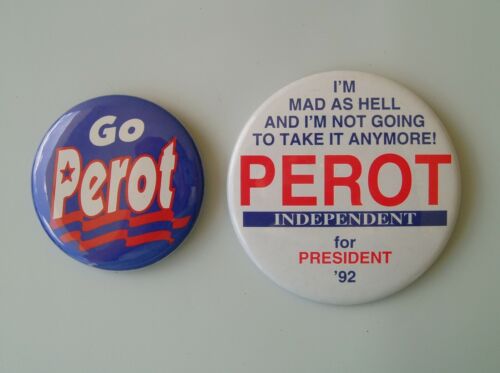 GO
Perot
I'M
MAD AS HELL
AND I'M NOT GOING
TO TAKE IT ANYMORE!
PEROT
INDEPENDENT
for
PRESIDENT
'92